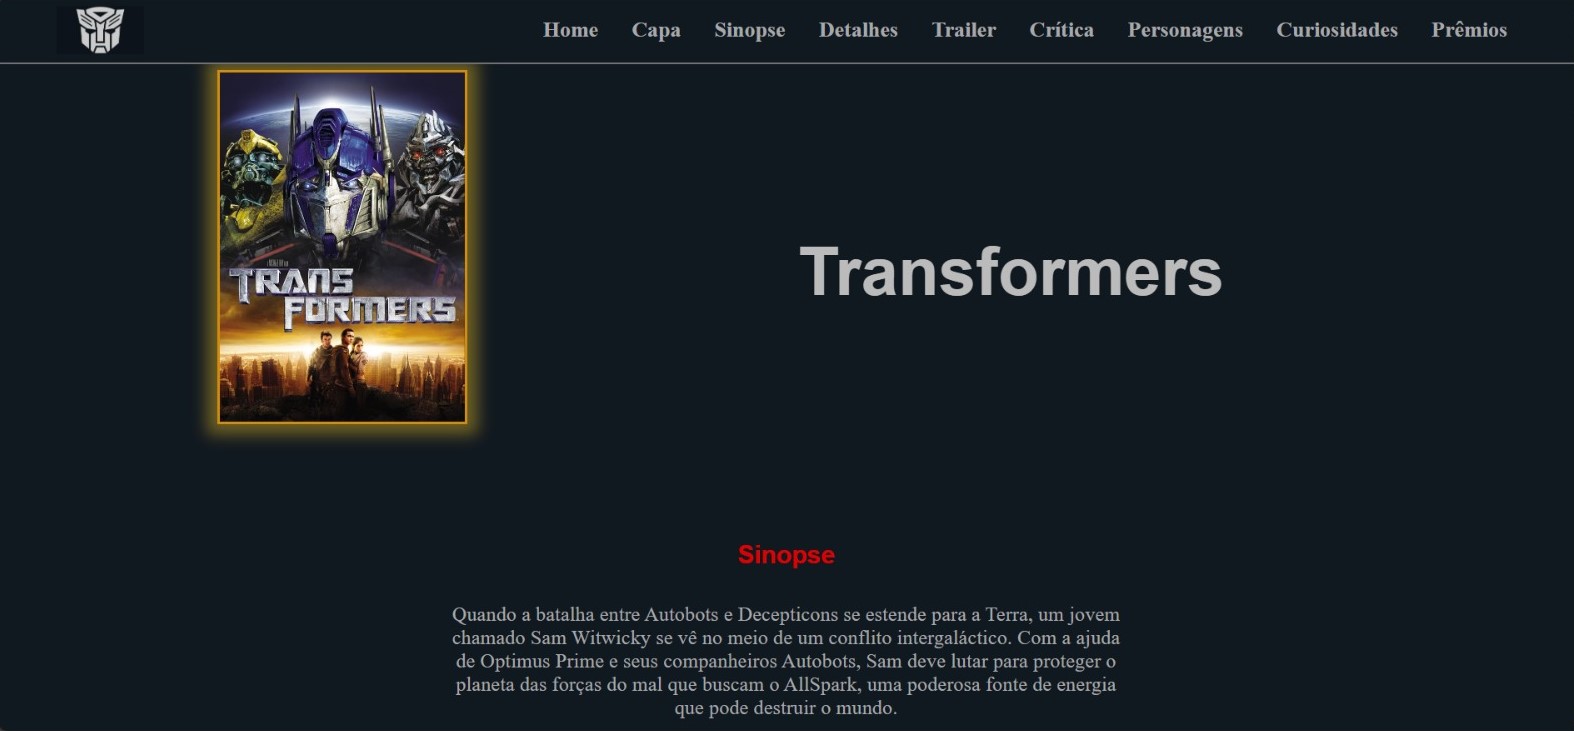 Home Capa Sinopse Detalhes Trailer Crítica Personagens Curiosidades Prêmios
TRANS
FORMERS
Transformers
Sinopse
Quando a batalha entre Autobots e Decepticons se estende para a Terra, um jovem
chamado Sam Witwicky se vê no meio de um conflito intergaláctico. Com a ajuda
de Optimus Prime e seus companheiros Autobots, Sam deve lutar para proteger o
planeta das forças do mal que buscam o AllSpark, uma poderosa fonte de energia
que pode destruir o mundo.